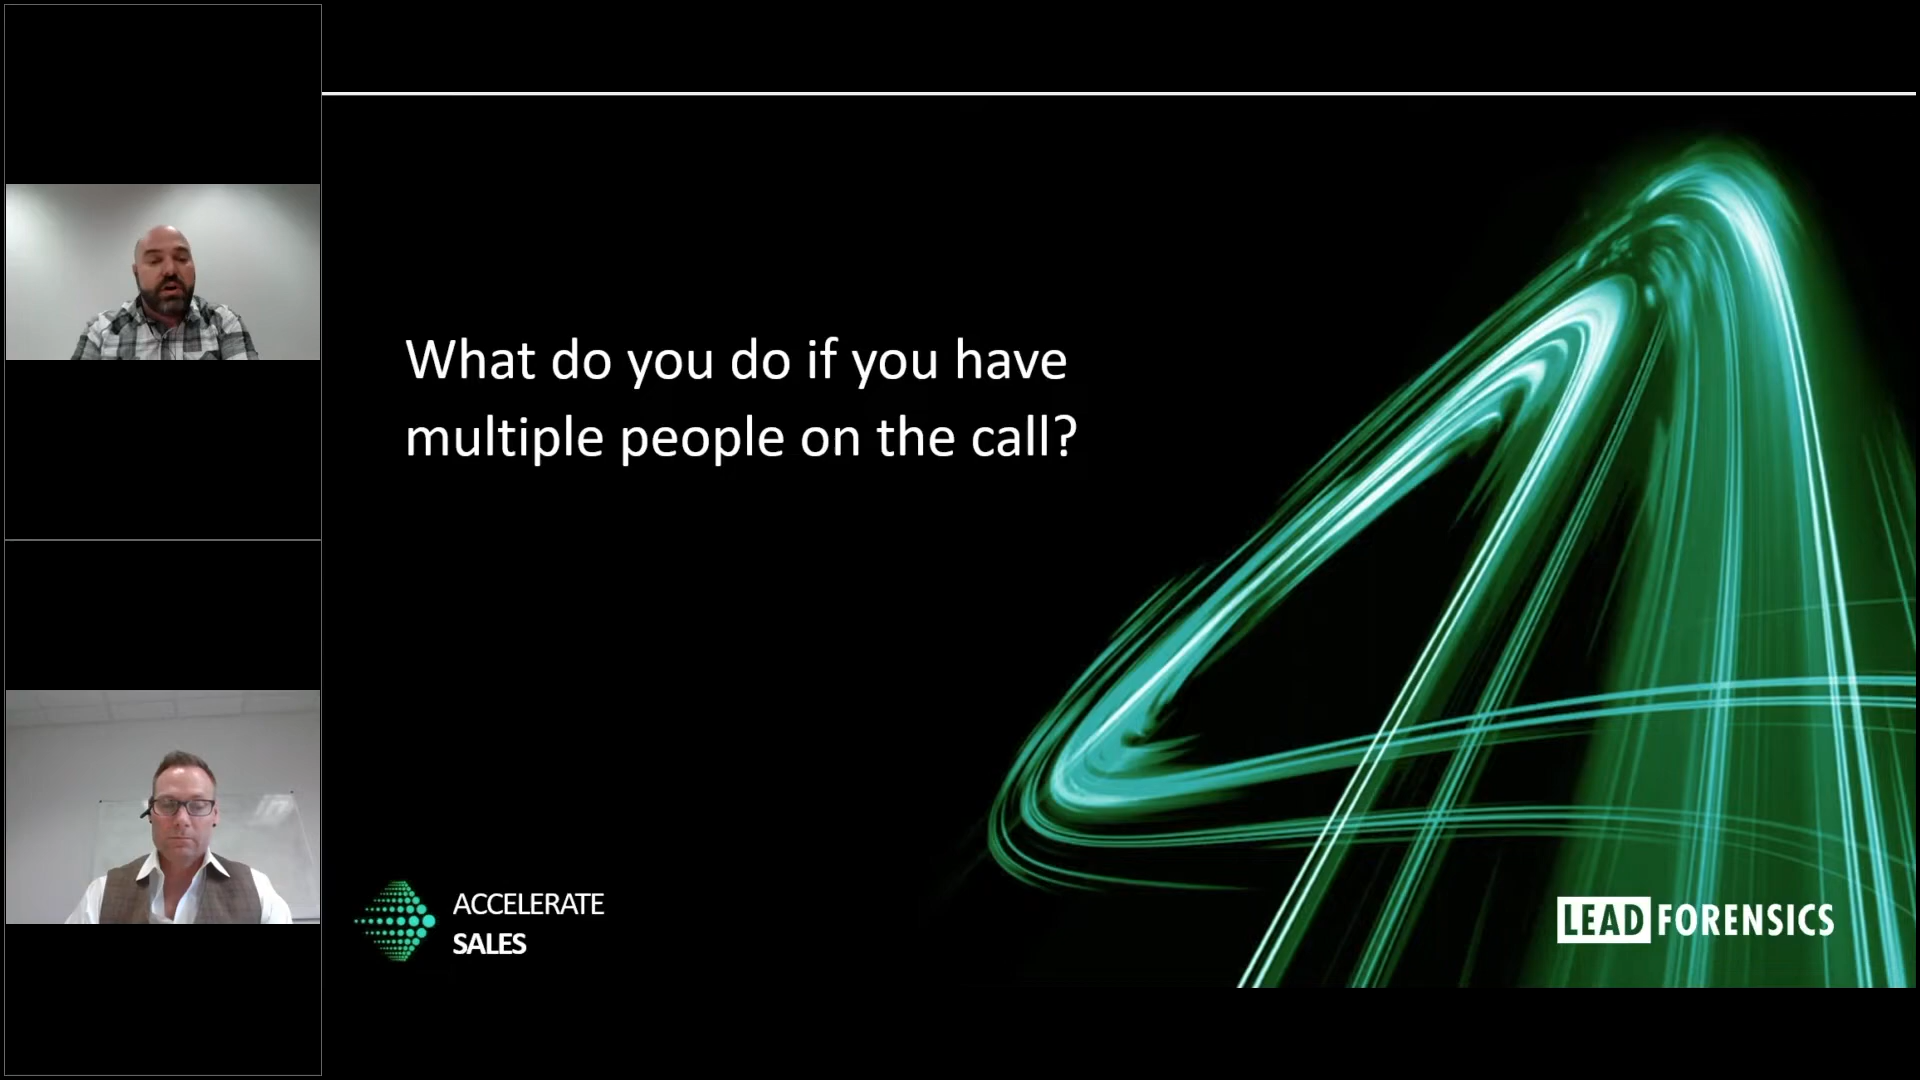 What do you do if you have
multiple people on the call?
ACCELERATE
SALES
LEAD FORENSICS